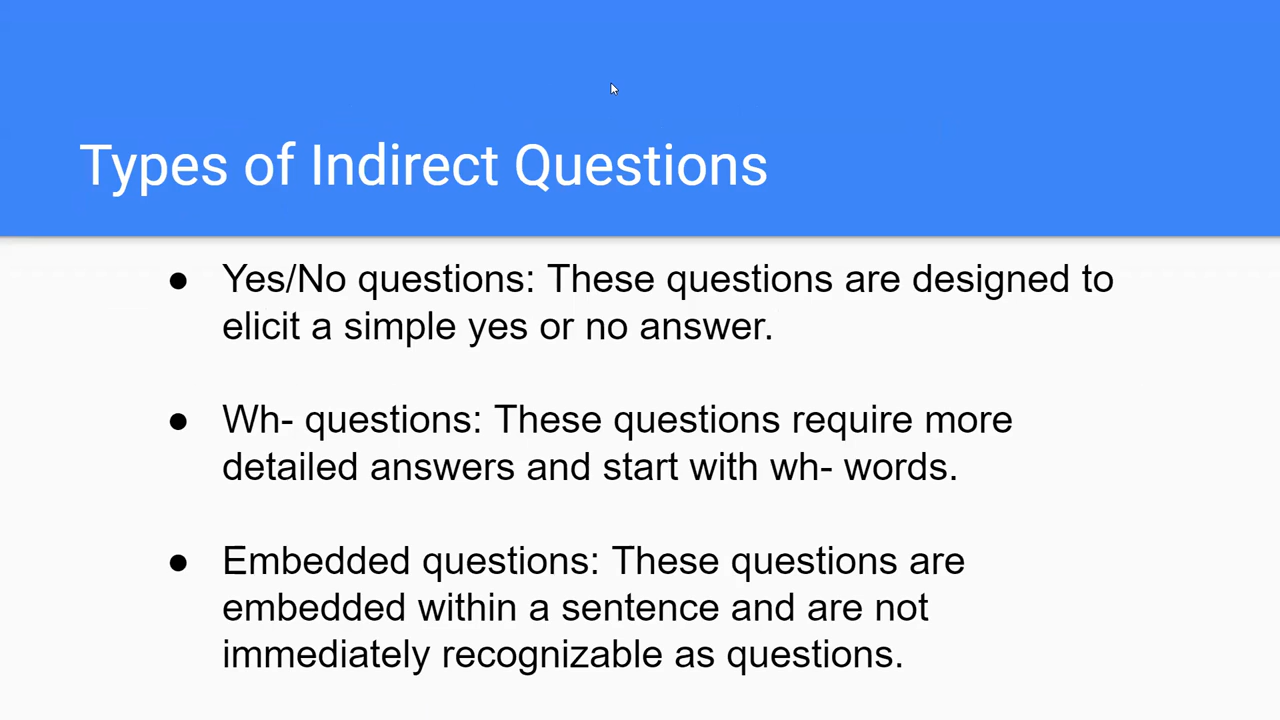 Types of Indirect Questions
● Yes/No questions: These questions are designed to
elicit a simple yes or no answer.
● Wh- questions: These questions require more
detailed answers and start with wh- words.
● Embedded questions: These questions are
embedded within a sentence and are not
immediately recognizable as questions.